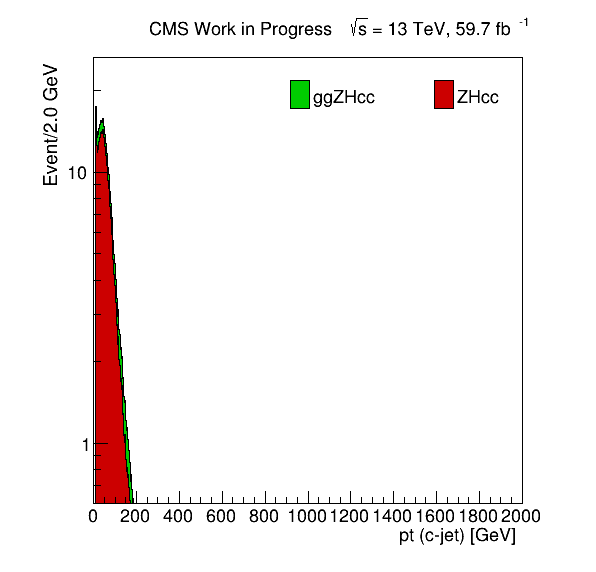 CMS Work in Progress √s = 13 TeV, 59.7 fb -1
Event/2.0 GeV
ggZHcc
ZHcc
10
1
0 200 400 600 800 1000 1200 1400 1600 1800 2000
pt (c-jet) [GeV]